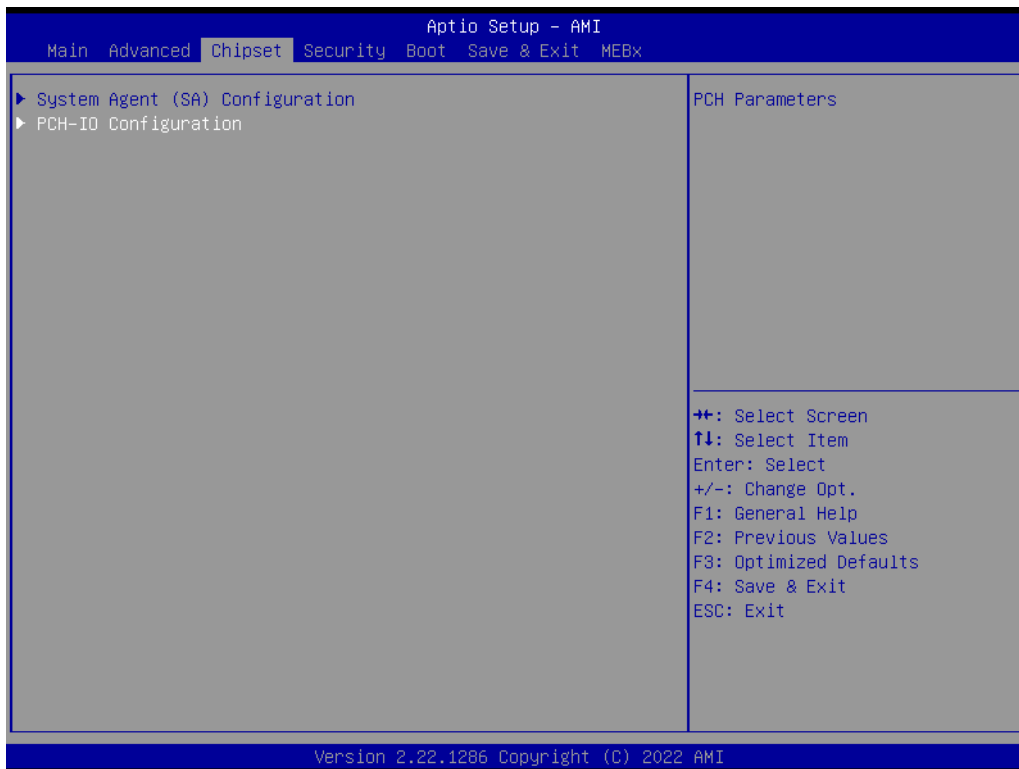 Aptio Setup – AMI
Main Advanced Chipset Security Boot Save & Exit MEBx
▶ System Agent (SA) Configuration
▶ PCH-IO Configuration
PCH Parameters
→←: Select Screen
↑↓: Select Item
Enter: Select
+/-: Change Opt.
F1: General Help
F2: Previous Values
F3: Optimized Defaults
F4: Save & Exit
ESC: Exit
Version 2.22.1286 Copyright (C) 2022 AMI